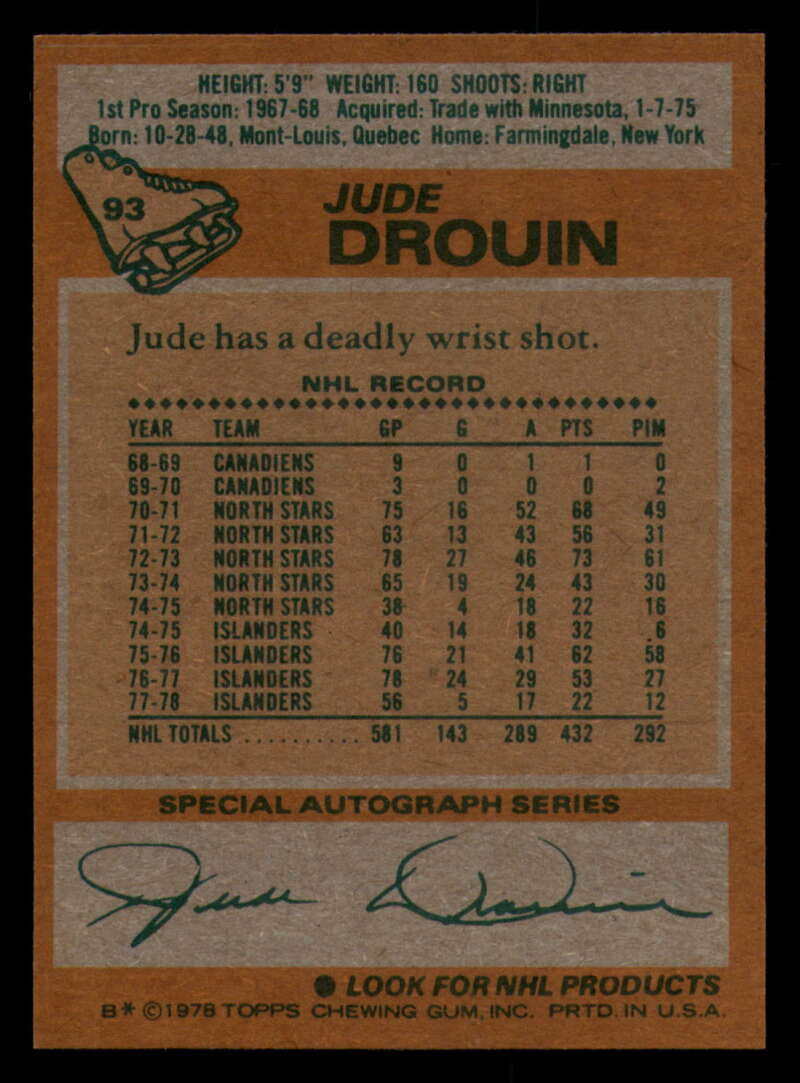 HEIGHT: 5'9" WEIGHT: 160 SHOOTS: RIGHT
1st Pro Season: 1967-68 Acquired: Trade with Minnesota, 1-7-75
Born: 10-28-48, Mont-Louis, Quebec Home: Farmingdale, New York
93
JUDE
DROUIN
Jude has a deadly wrist shot.
NHL RECORD
YEAR TEAM GP G A PTS PIM
68-69 CANADIENS 9 0 1 1 0
69-70 CANADIENS 3 0 0 0 2
70-71 NORTH STARS 75 16 52 68 49
71-72 NORTH STARS 63 13 43 56 31
72-73 NORTH STARS 78 27 46 73 61
73-74 NORTH STARS 65 19 24 43 30
74-75 NORTH STARS 38 4 18 22 16
74-75 ISLANDERS 40 14 18 32 6
75-76 ISLANDERS 76 21 41 62 58
76-77 ISLANDERS 78 24 29 53 27
77-78 ISLANDERS 56 5 17 22 12
NHL TOTALS .......... 581 143 289 432 292
SPECIAL AUTOGRAPH SERIES
Jude Drouin
● LOOK FOR NHL PRODUCTS
B* ©1978 TOPPS CHEWING GUM, INC. PRTD. IN U.S.A.